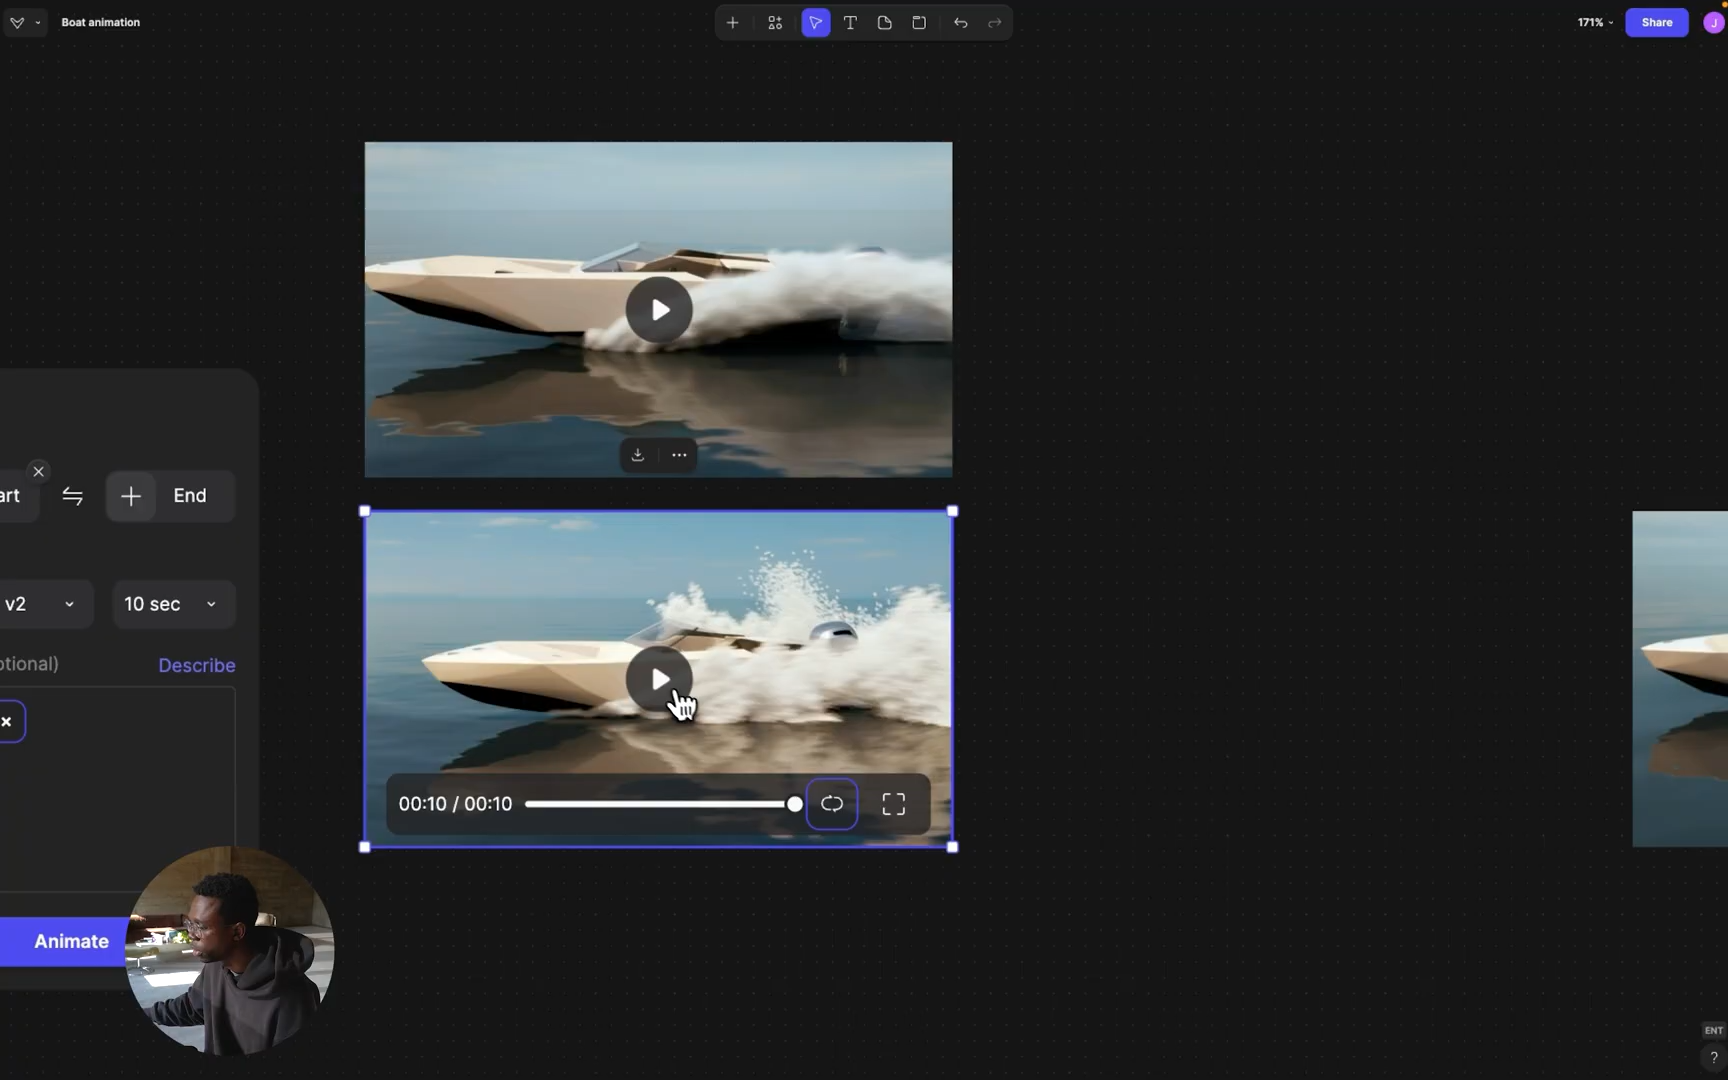 Boat animation
171%
Share
J
art
End
v2
10 sec
otional)
Describe
00:10 / 00:10
Animate
ENT
?